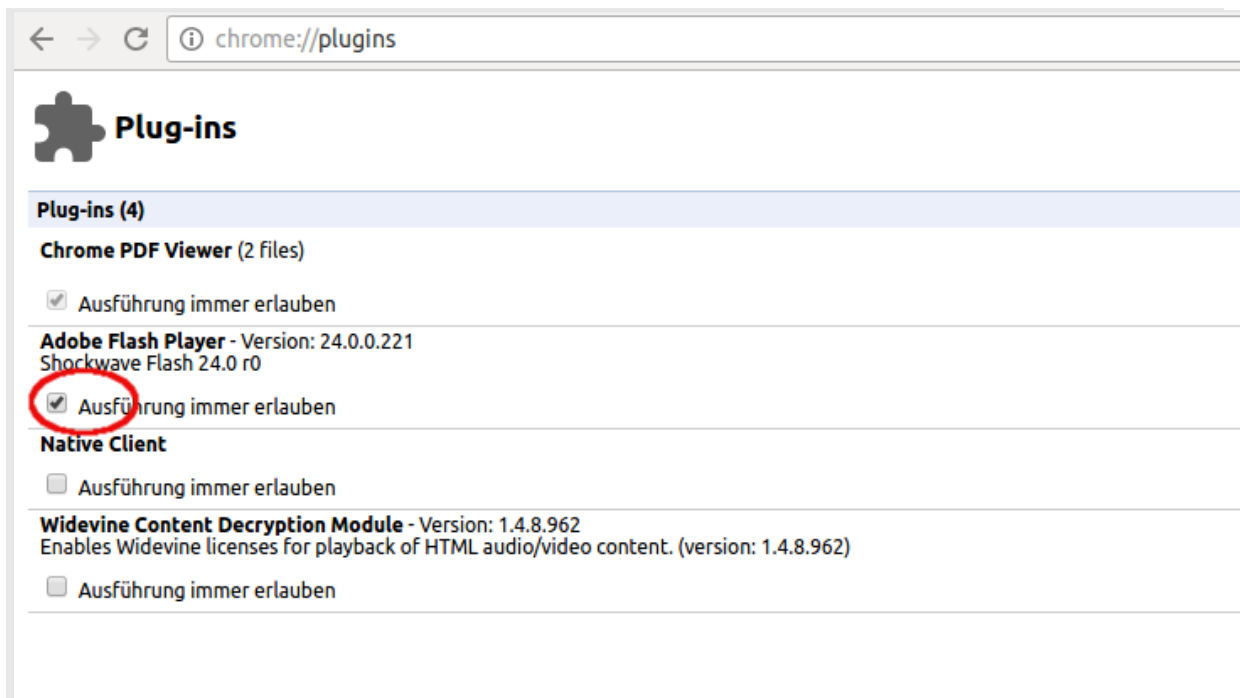 chrome://plugins
Plug-ins
Plug-ins (4)
Chrome PDF Viewer (2 files)
Ausführung immer erlauben
Adobe Flash Player - Version: 24.0.0.221
Shockwave Flash 24.0 r0
Ausführung immer erlauben
Native Client
Ausführung immer erlauben
Widevine Content Decryption Module - Version: 1.4.8.962
Enables Widevine licenses for playback of HTML audio/video content. (version: 1.4.8.962)
Ausführung immer erlauben